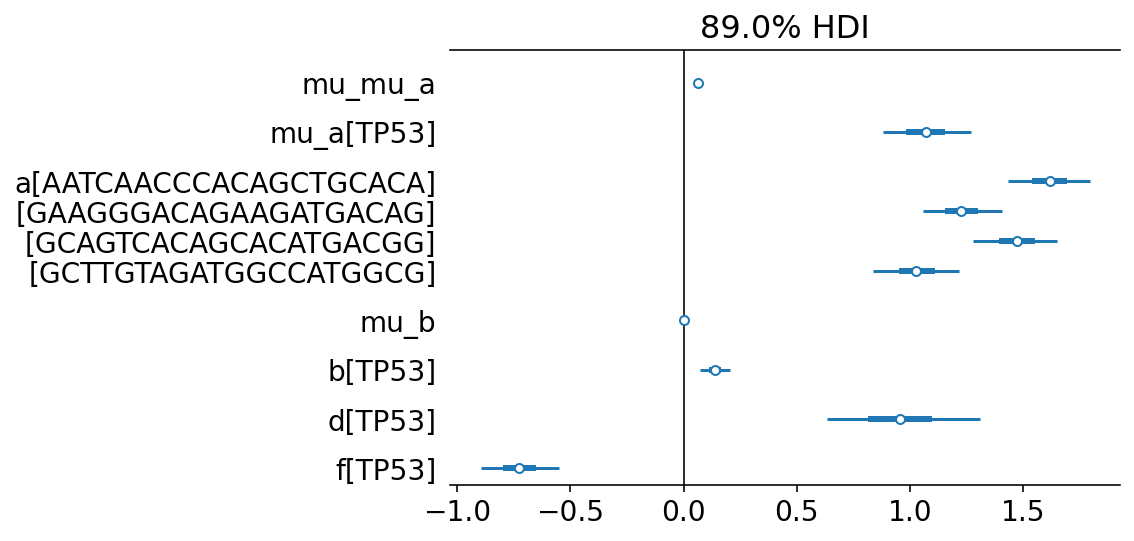 89.0% HDI
mu_mu_a
mu_a[TP53]
a[AATCAACCCACAGCTGCACA]
[GAAGGGACAGAAGATGACAG]
[GCAGTCACAGCACATGACGG]
[GCTTGTAGATGGCCATGGCG]
mu_b
b[TP53]
d[TP53]
f[TP53]
−1.0 −0.5 0.0 0.5 1.0 1.5